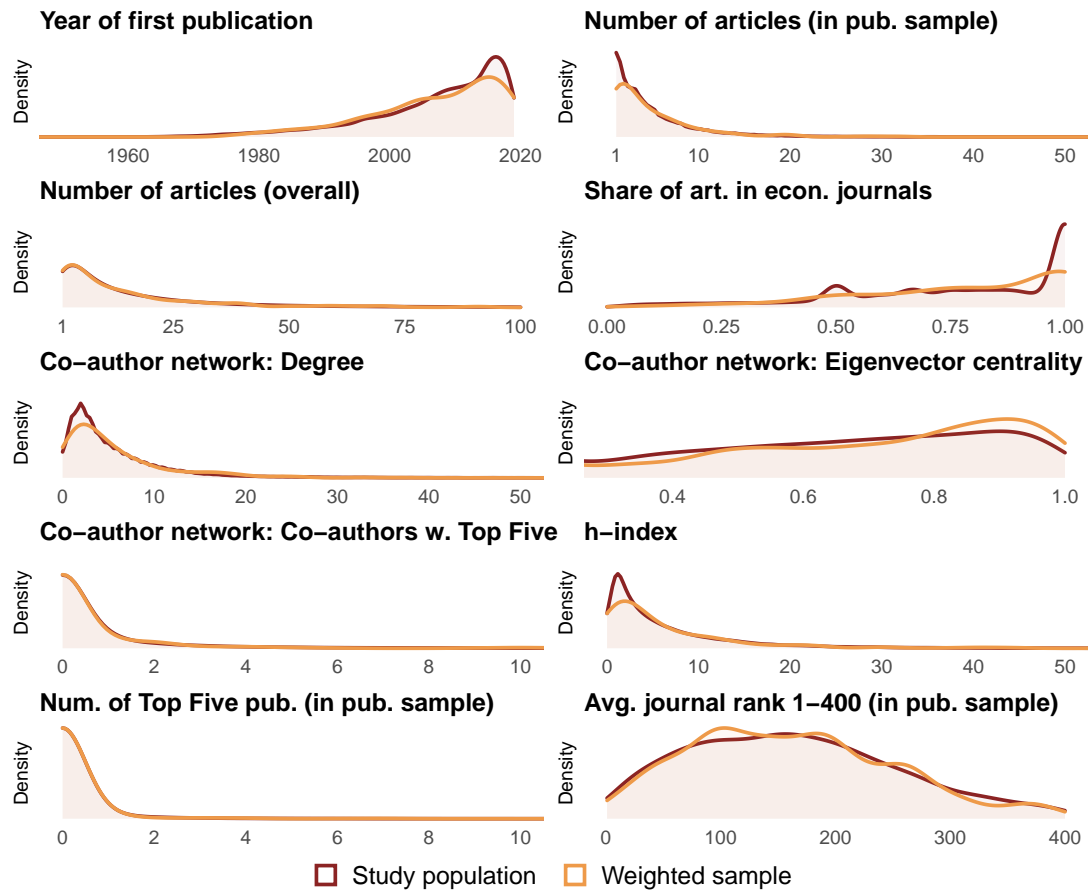 Year of first publication
Density
1960 1980 2000 2020
Number of articles (in pub. sample)
Density
1 10 20 30 40 50
Number of articles (overall)
Density
1 25 50 75 100
Share of art. in econ. journals
Density
0.00 0.25 0.50 0.75 1.00
Co−author network: Degree
Density
0 10 20 30 40 50
Co−author network: Eigenvector centrality
Density
0.4 0.6 0.8 1.0
Co−author network: Co−authors w. Top Five
Density
0 2 4 6 8 10
h−index
Density
0 10 20 30 40 50
Num. of Top Five pub. (in pub. sample)
Density
0 2 4 6 8 10
Avg. journal rank 1−400 (in pub. sample)
Density
0 100 200 300 400
Study population Weighted sample